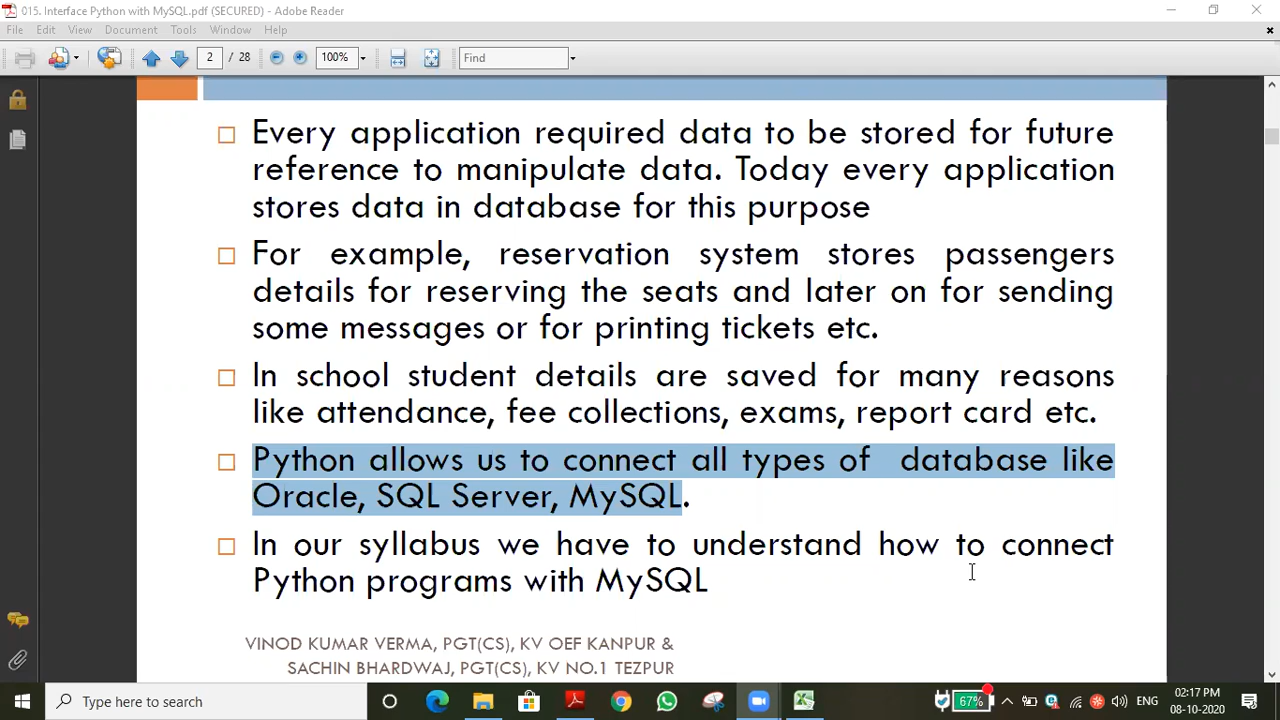 015. Interface Python with MySQL.pdf (SECURED) - Adobe Reader
File Edit View Document Tools Window Help
2 / 28 100% Find
Every application required data to be stored for future
reference to manipulate data. Today every application
stores data in database for this purpose
For example, reservation system stores passengers
details for reserving the seats and later on for sending
some messages or for printing tickets etc.
In school student details are saved for many reasons
like attendance, fee collections, exams, report card etc.
Python allows us to connect all types of database like
Oracle, SQL Server, MySQL.
In our syllabus we have to understand how to connect
Python programs with MySQL
VINOD KUMAR VERMA, PGT(CS), KV OEF KANPUR &
SACHIN BHARDWAJ, PGT(CS), KV NO.1 TEZPUR
Type here to search
67%
ENG
02:17 PM
08-10-2020